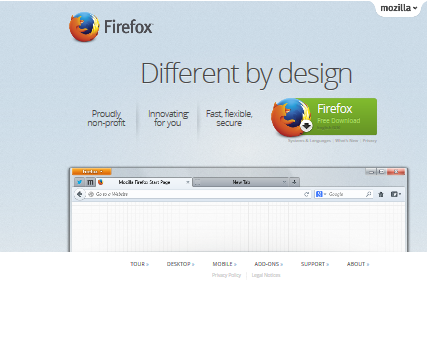 mozilla
Firefox
Different by design
Proudly
non-profit
Innovating
for you
Fast, flexible,
secure
Firefox
Free Download
Systems & Languages
What's New
Privacy
Firefox
Mozilla Firefox Start Page
New Tab
Go to a Website
Google
TOUR »
DESKTOP »
MOBILE »
ADD-ONS »
SUPPORT »
ABOUT »
Privacy Policy
Legal Notices